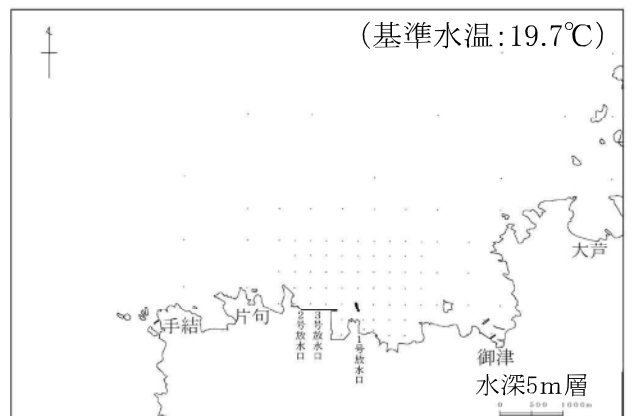 （基準水温：19.7℃）
大芦
手結
片句
2号放水口
3号放水口
1号放水口
御津
水深5m層
0 500 1000m